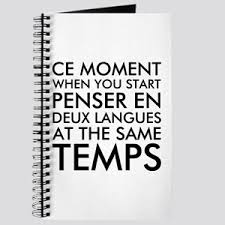 CE MOMENT
WHEN YOU START
PENSER EN
DEUX LANGUES
AT THE SAME
TEMPS